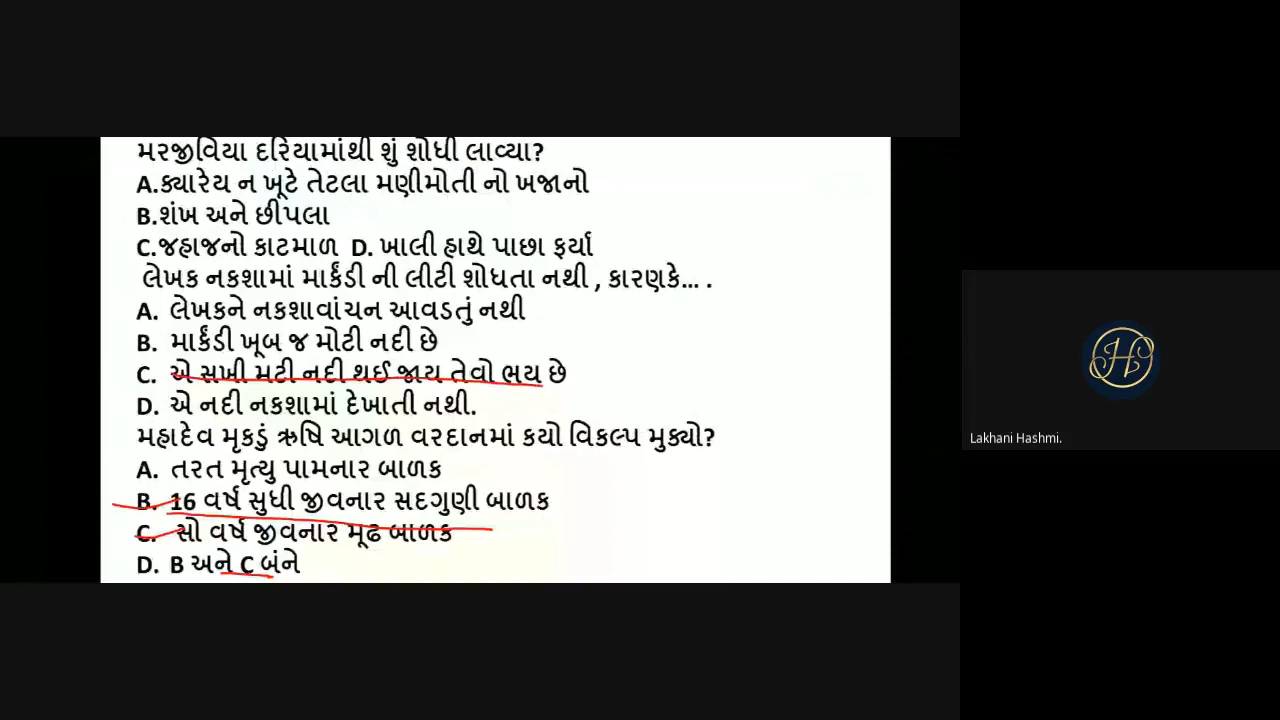 મરજીવિયા દરિયામાંથી શું શોધી લાવ્યા?
A.ક્યારેય ન ખૂટે તેટલા મણીમોતી નો ખજાનો
B.શંખ અને છીપલા
C.જહાજનો કાટમાળ D. ખાલી હાથે પાછા ફર્યા
લેખક નકશામાં માર્કંડી ની લીટી શોધતા નથી , કારણકે... .
A. લેખકને નકશાવાંચન આવડતું નથી
B. માર્કંડી ખૂબ જ મોટી નદી છે
C. એ સખી મટી નદી થઈ જાય તેવો ભય છે
D. એ નદી નકશામાં દેખાતી નથી.
મહાદેવ મૃકડું ઋષિ આગળ વરદાનમાં કયો વિકલ્પ મુક્યો?
A. તરત મૃત્યુ પામનાર બાળક
B. 16 વર્ષ સુધી જીવનાર સદગુણી બાળક
C. સો વર્ષ જીવનાર મૂઢ બાળક
D. B અને C બંને
H
Lakhani Hashmi.